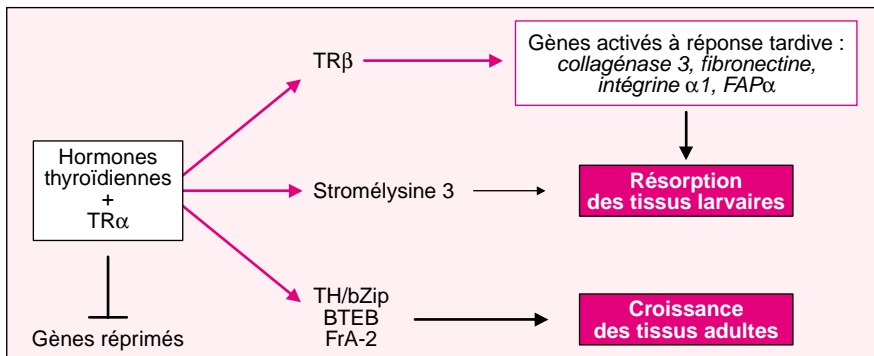 TRβ
Gènes activés à réponse tardive :
collagénase 3, fibronectine,
intégrine α1, FAPα
Hormones
thyroïdiennes
+
TRα
Stromélysine 3
Résorption
des tissus larvaires
TH/bZip
BTEB
FrA-2
Croissance
des tissus adultes
Gènes réprimés